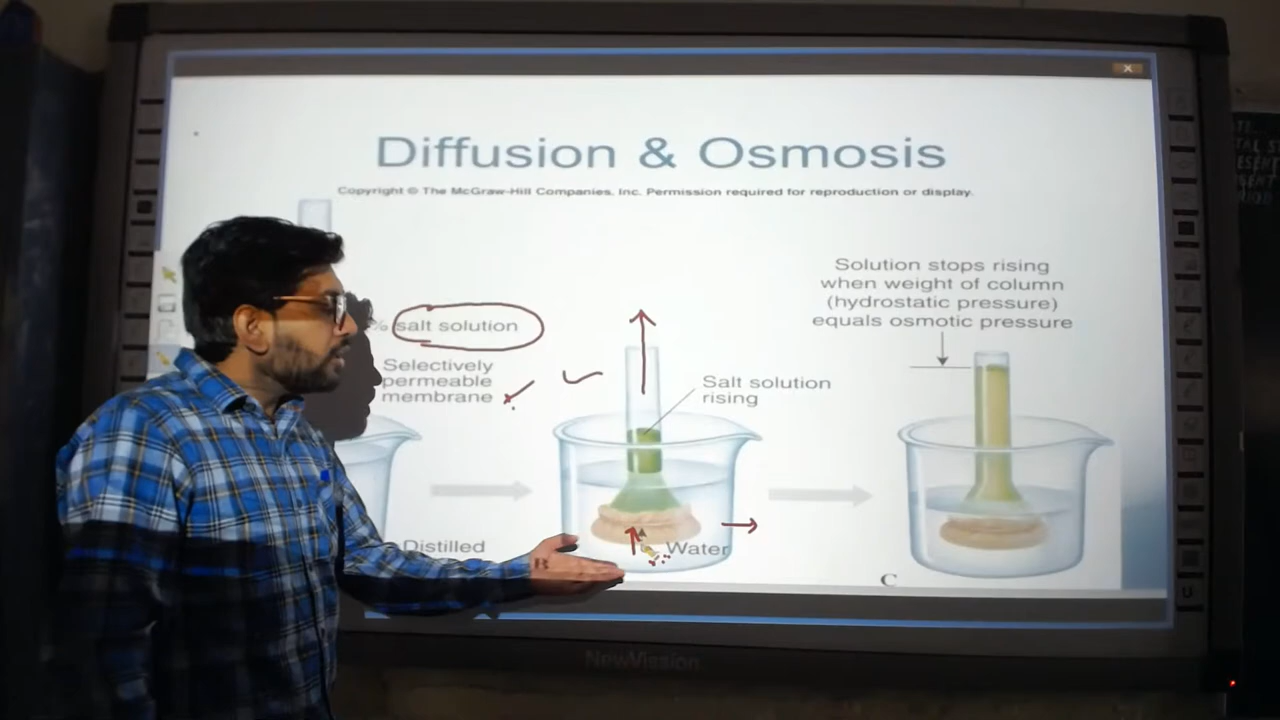 Diffusion & Osmosis
Copyright © The McGraw-Hill Companies, Inc. Permission required for reproduction or display.
Solution stops rising
when weight of column
(hydrostatic pressure)
equals osmotic pressure
% salt solution
Selectively
permeable
membrane
Salt solution
rising
Distilled
Water
B
C
NewVision